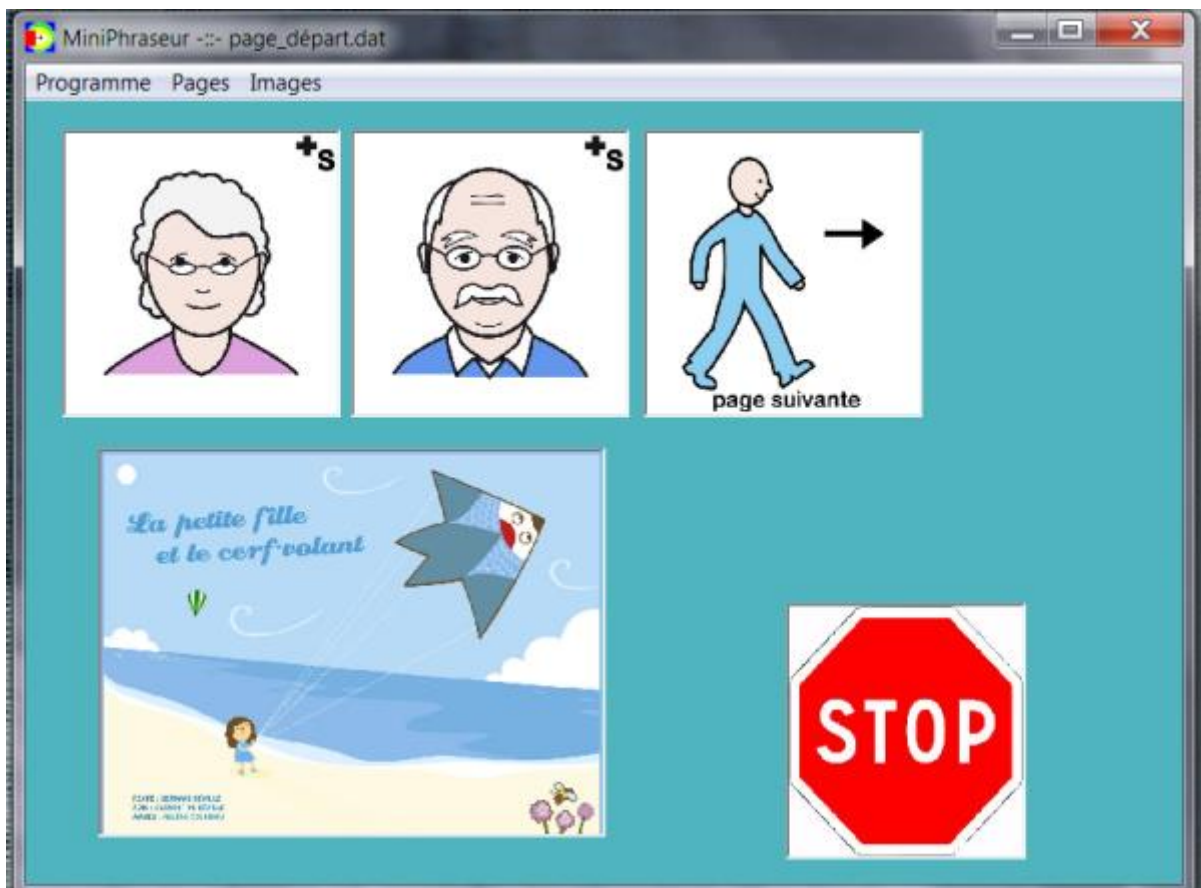 MiniPhraseur -::- page_départ.dat
Programme Pages Images
+s
+s
page suivante
La petite fille
et le cerf-volant
STOP